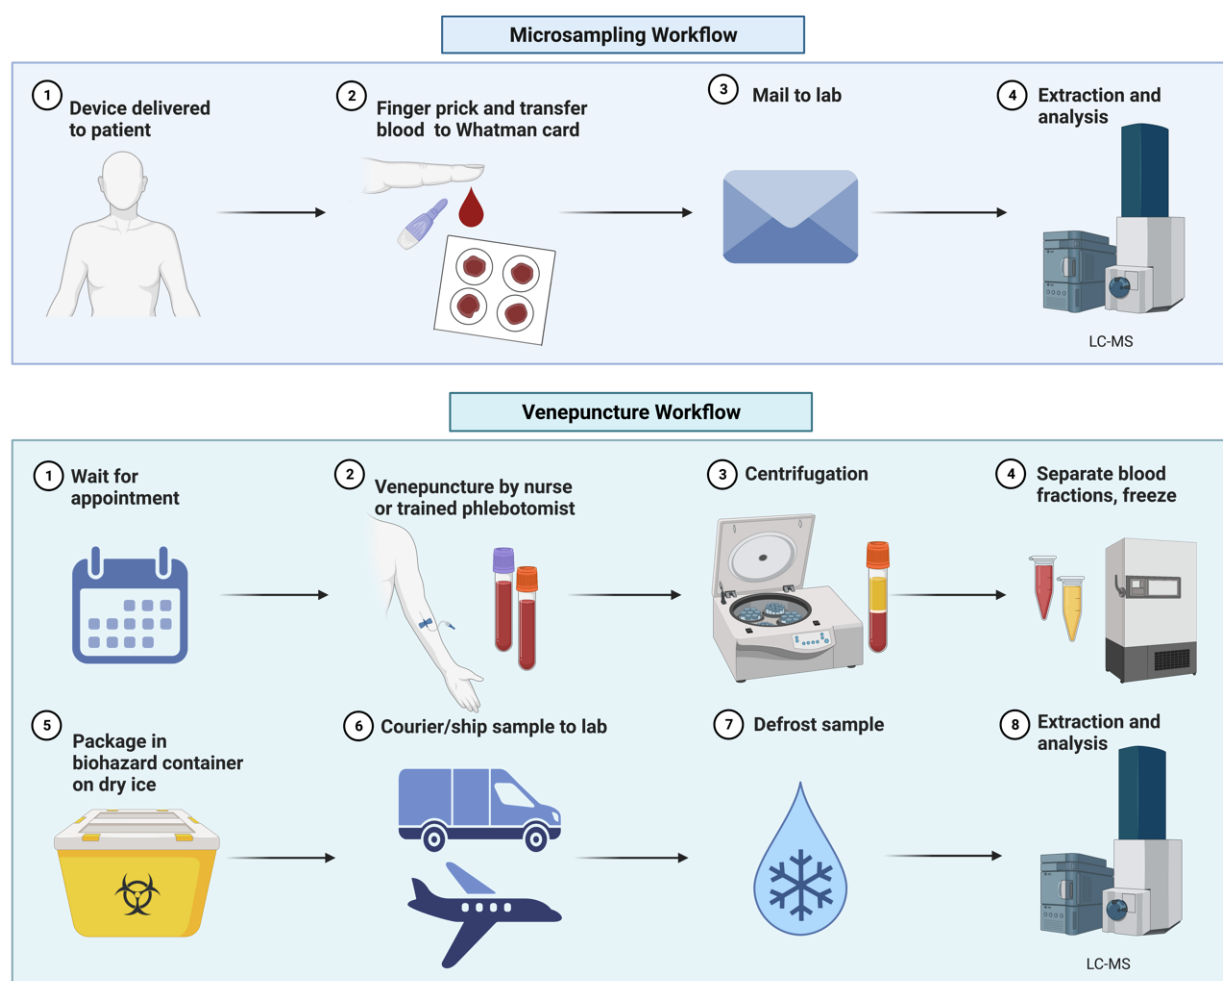 Microsampling Workflow
1
Device delivered
to patient
2
Finger prick and transfer
blood to Whatman card
3
Mail to lab
4
Extraction and
analysis
LC-MS
Venepuncture Workflow
1
Wait for
appointment
2
Venepuncture by nurse
or trained phlebotomist
3
Centrifugation
4
Separate blood
fractions, freeze
5
Package in
biohazard container
on dry ice
6
Courier/ship sample to lab
7
Defrost sample
8
Extraction and
analysis
LC-MS